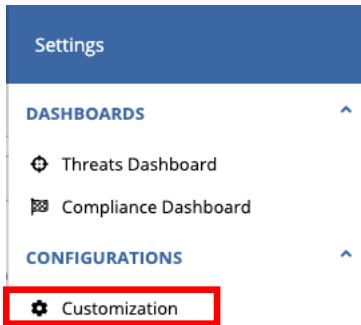 Settings
DASHBOARDS
Threats Dashboard
Compliance Dashboard
CONFIGURATIONS
Customization